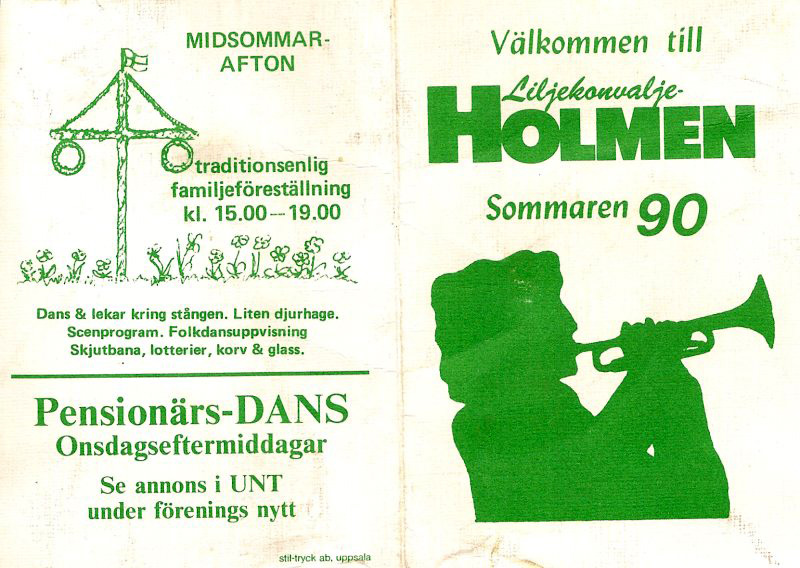 MIDSOMMAR-
AFTON
traditionsenlig
familjeföreställning
kl. 15.00—19.00
Dans & lekar kring stången. Liten djurhage.
Scenprogram. Folkdansuppvisning
Skjutbana, lotterier, korv & glass.
Pensionärs-DANS
Onsdagseftermiddagar
Se annons i UNT
under förenings nytt
stil-tryck ab, uppsala
Välkommen till
Liljekonvalje-
HOLMEN
Sommaren 90